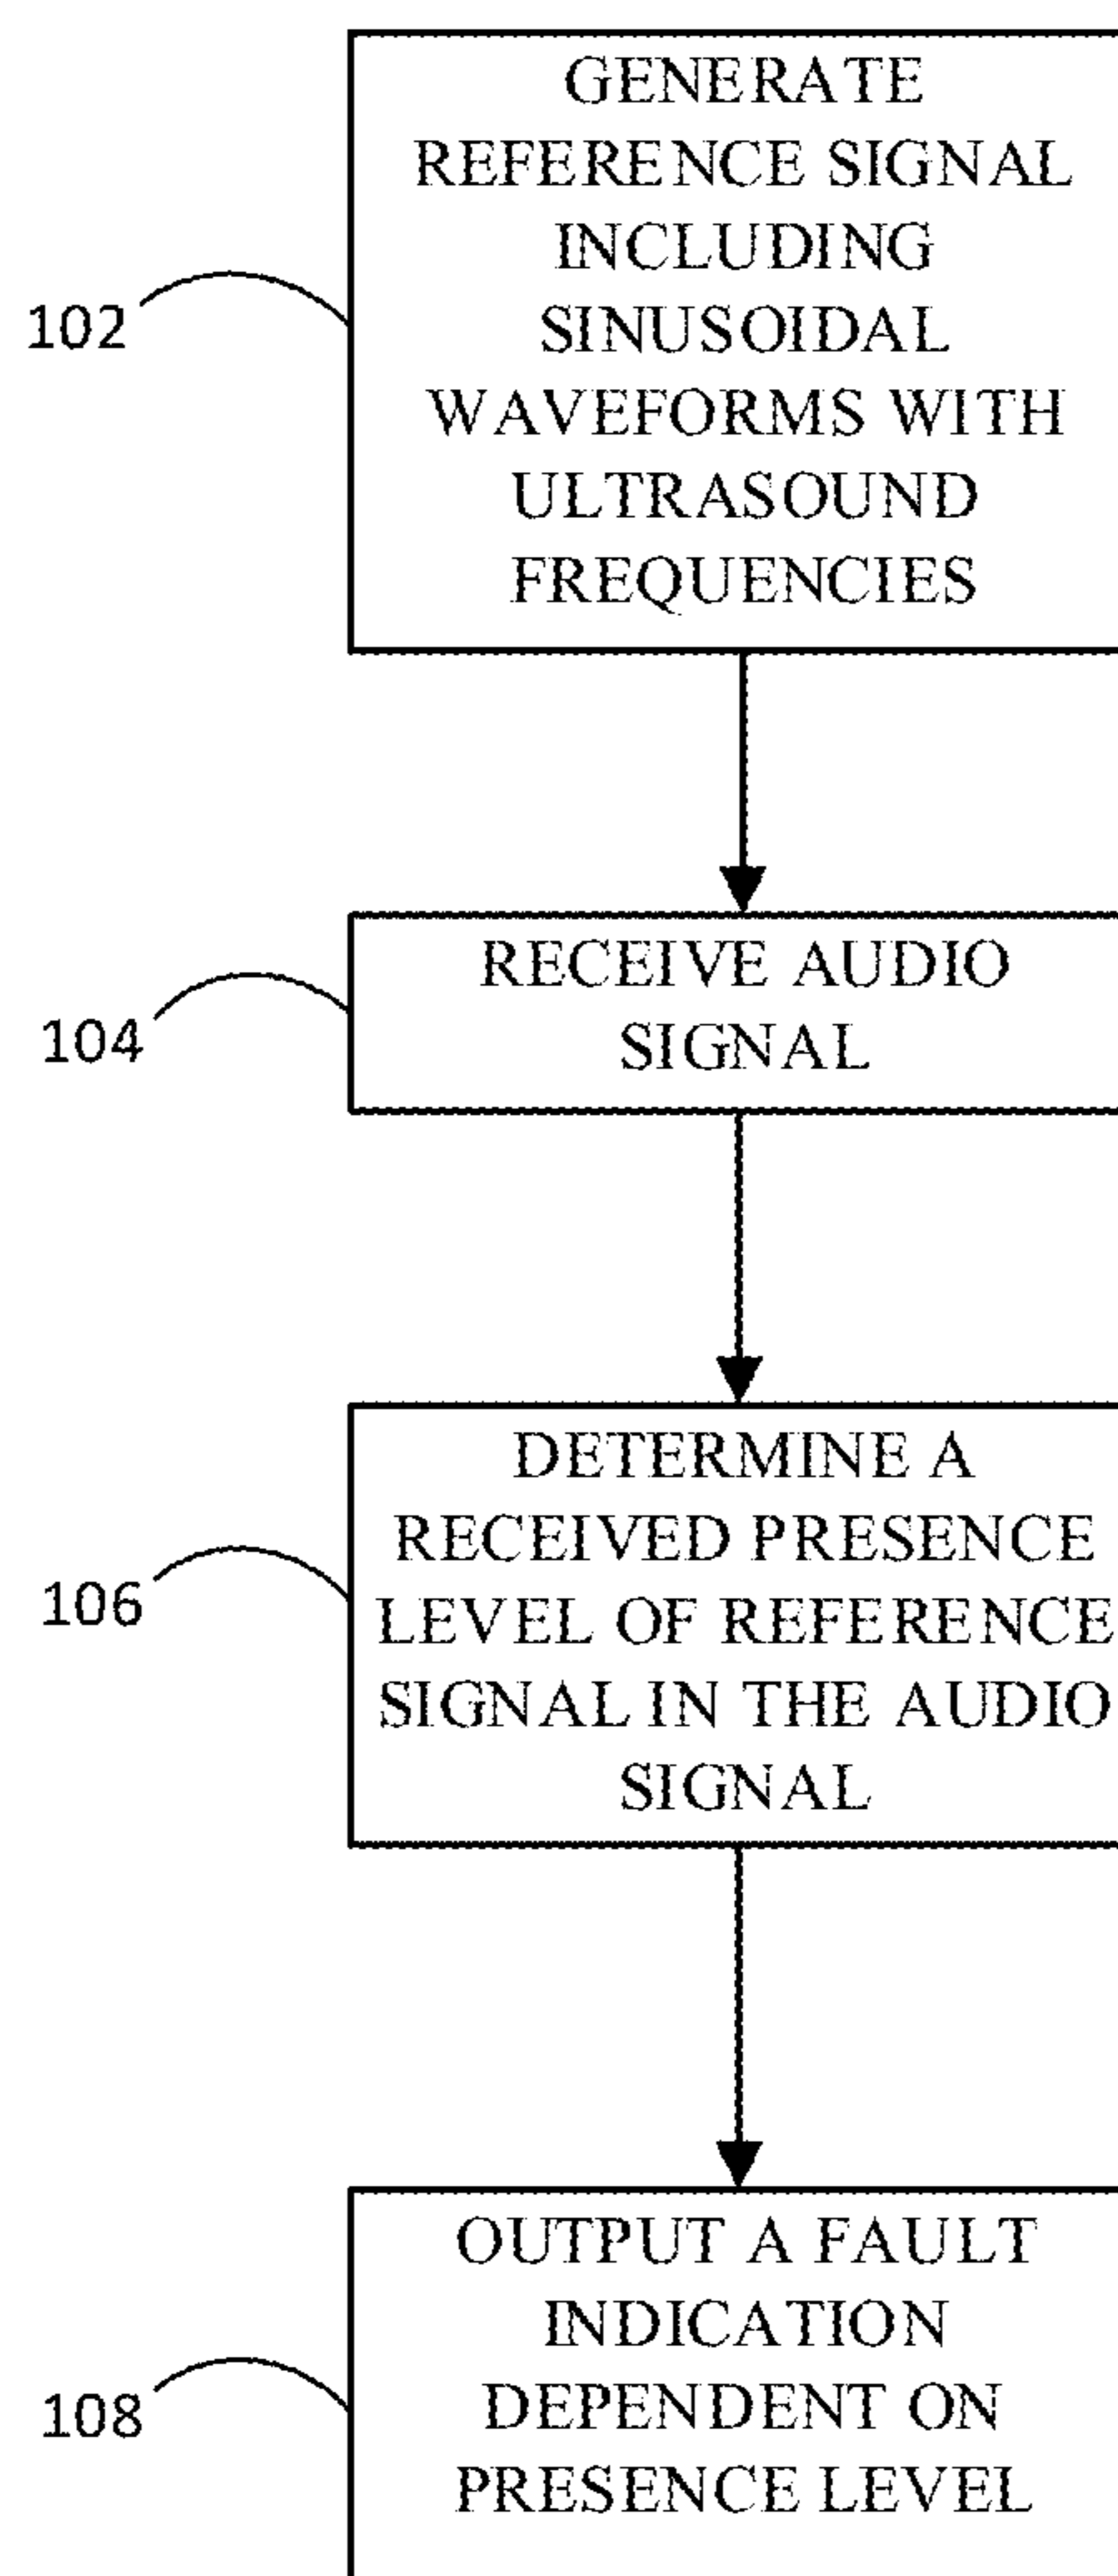 GENERATE
REFERENCE SIGNAL
INCLUDING
SINUSOIDAL
WAVEFORMS WITH
ULTRASOUND
FREQUENCIES
102
RECEIVE AUDIO
SIGNAL
104
DETERMINE A
RECEIVED PRESENCE
LEVEL OF REFERENCE
SIGNAL IN THE AUDIO
SIGNAL
106
OUTPUT A FAULT
INDICATION
DEPENDENT ON
PRESENCE LEVEL
108